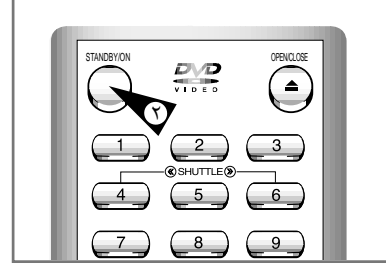 STANDBY/ON OPEN/CLOSE
DVD
VIDEO
٢
1 2 3
SHUTTLE
4 5 6
7 8 9